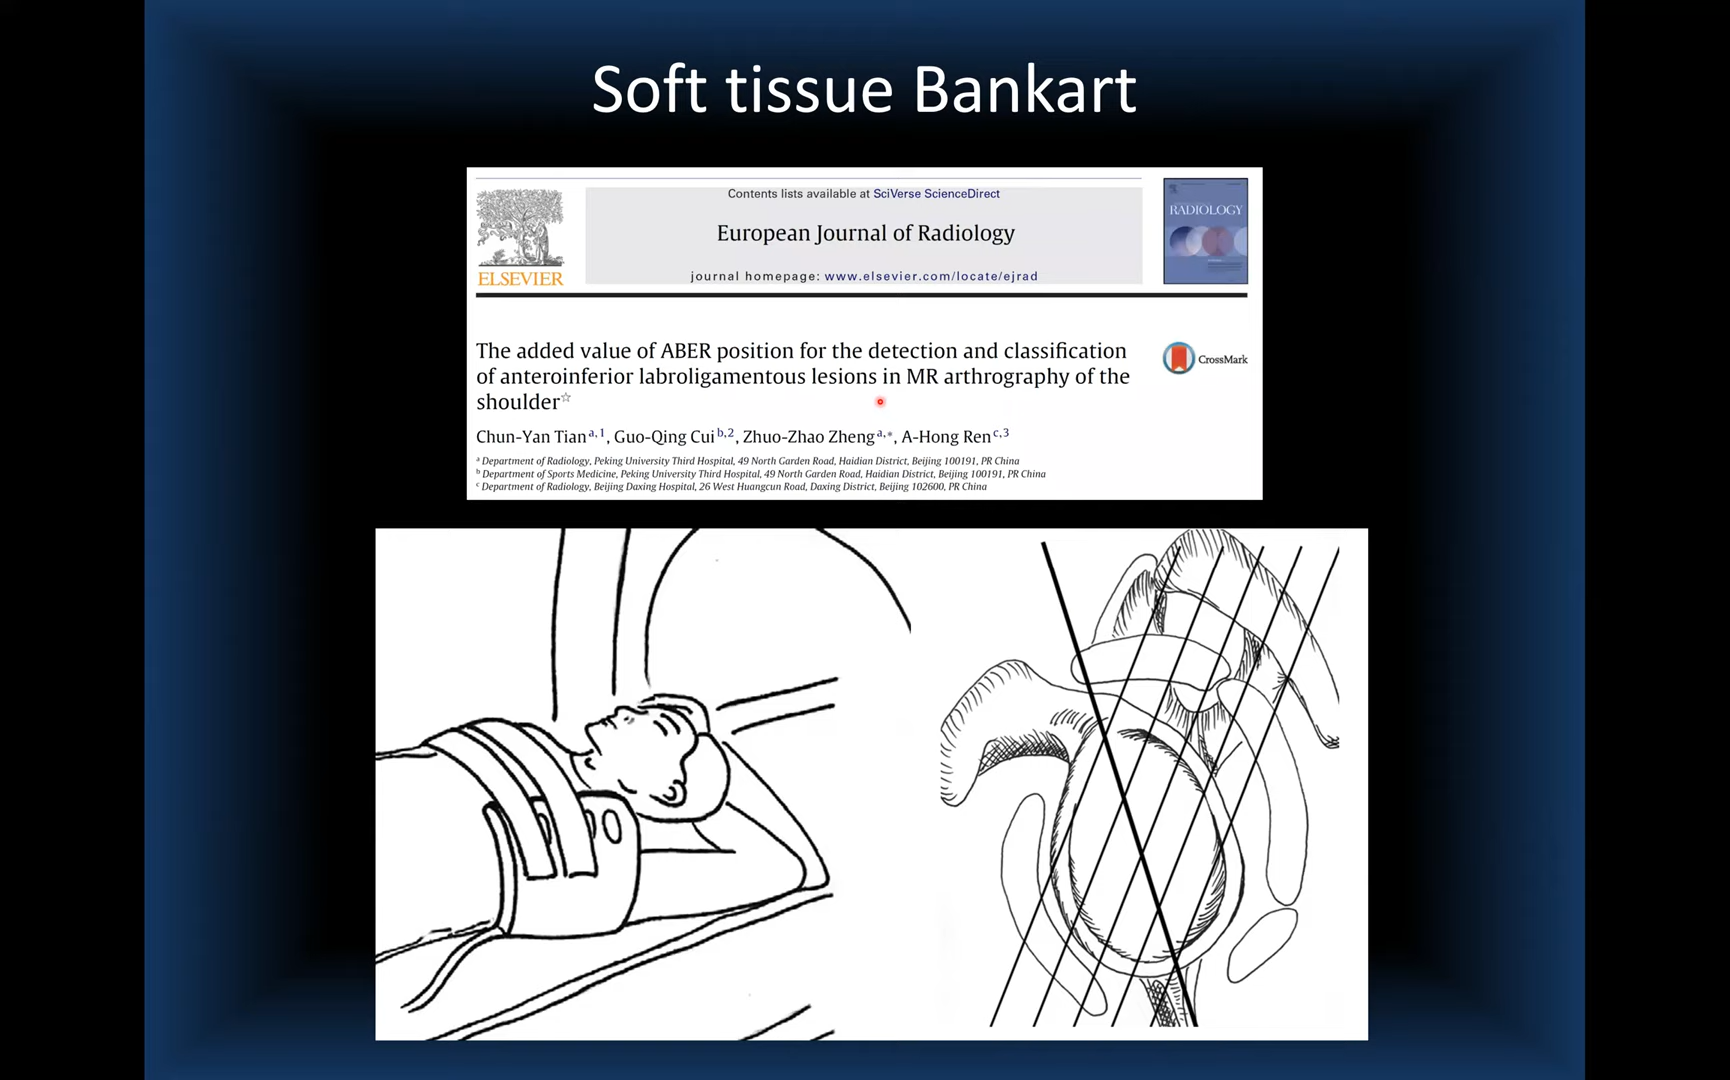 Soft tissue Bankart
Contents lists available at SciVerse ScienceDirect
European Journal of Radiology
journal homepage: www.elsevier.com/locate/ejrad
ELSEVIER
RADIOLOGY
The added value of ABER position for the detection and classification
of anteroinferior labroligamentous lesions in MR arthrography of the
shoulder☆
CrossMark
Chun-Yan Tian a,1, Guo-Qing Cui b,2, Zhuo-Zhao Zheng a,*, A-Hong Ren c,3
a Department of Radiology, Peking University Third Hospital, 49 North Garden Road, Haidian District, Beijing 100191, PR China
b Department of Sports Medicine, Peking University Third Hospital, 49 North Garden Road, Haidian District, Beijing 100191, PR China
c Department of Radiology, Beijing Daxing Hospital, 26 West Huangcun Road, Daxing District, Beijing 102600, PR China